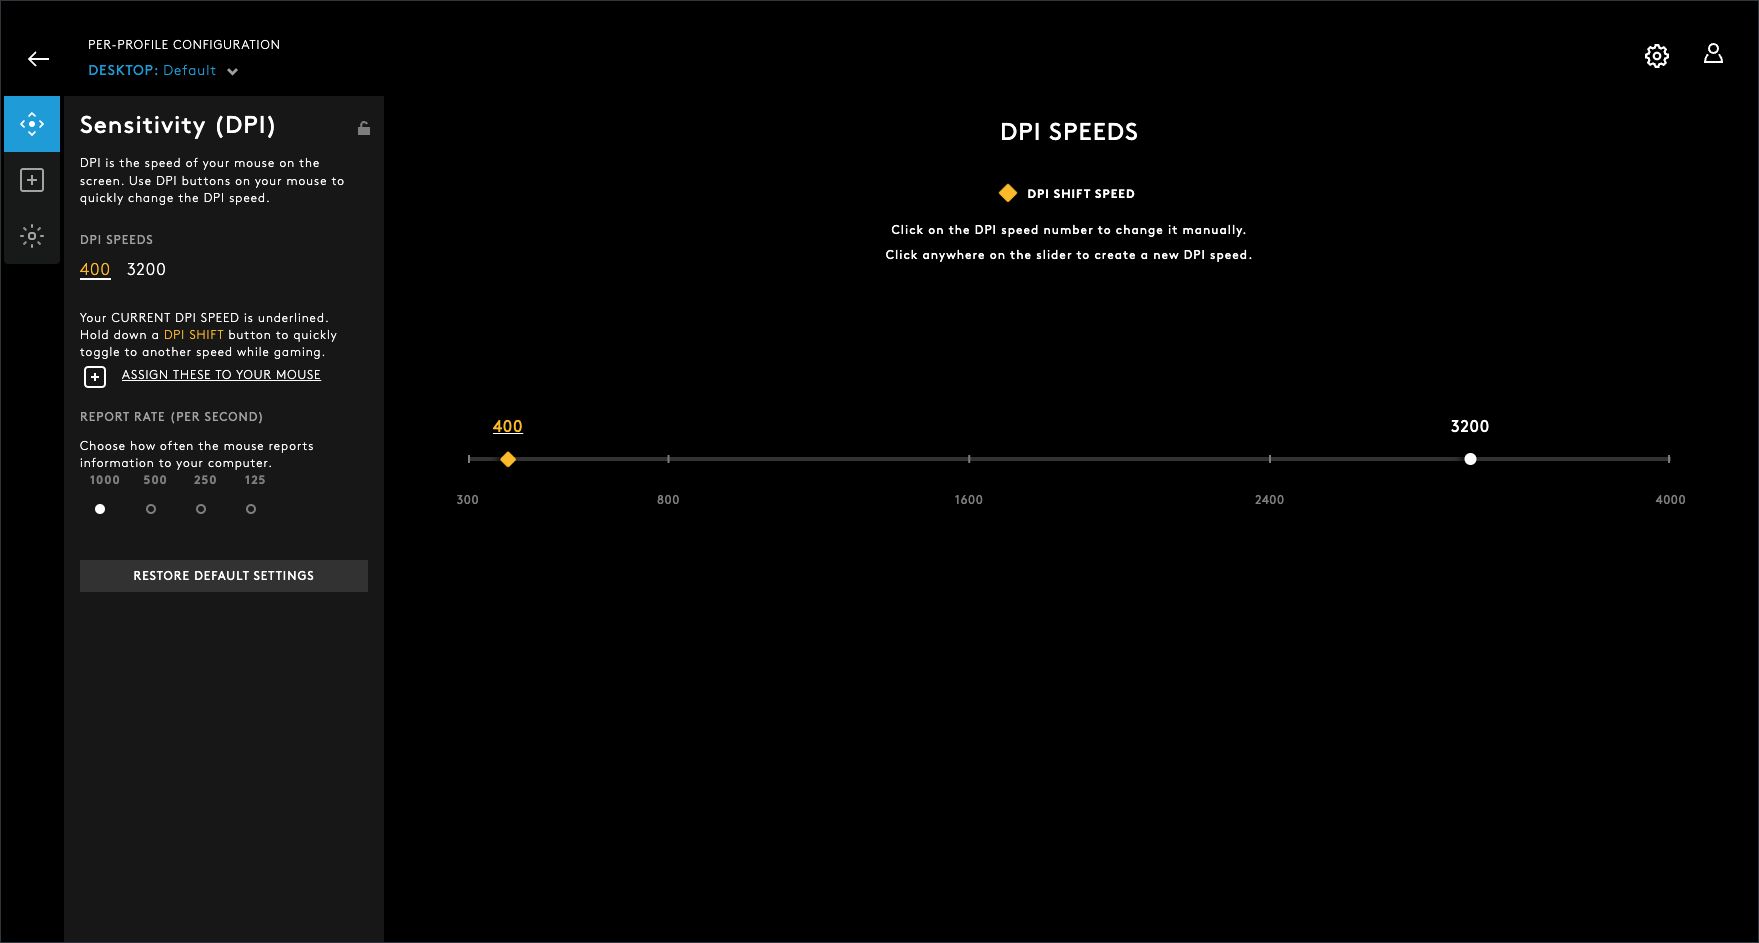 PER-PROFILE CONFIGURATION
DESKTOP: Default
Sensitivity (DPI)
DPI is the speed of your mouse on the
screen. Use DPI buttons on your mouse to
quickly change the DPI speed.
DPI SPEEDS
400 3200
Your CURRENT DPI SPEED is underlined.
Hold down a DPI SHIFT button to quickly
toggle to another speed while gaming.
ASSIGN THESE TO YOUR MOUSE
REPORT RATE (PER SECOND)
Choose how often the mouse reports
information to your computer.
1000 500 250 125
RESTORE DEFAULT SETTINGS
DPI SPEEDS
DPI SHIFT SPEED
Click on the DPI speed number to change it manually.
Click anywhere on the slider to create a new DPI speed.
400 3200
300 800 1600 2400 4000